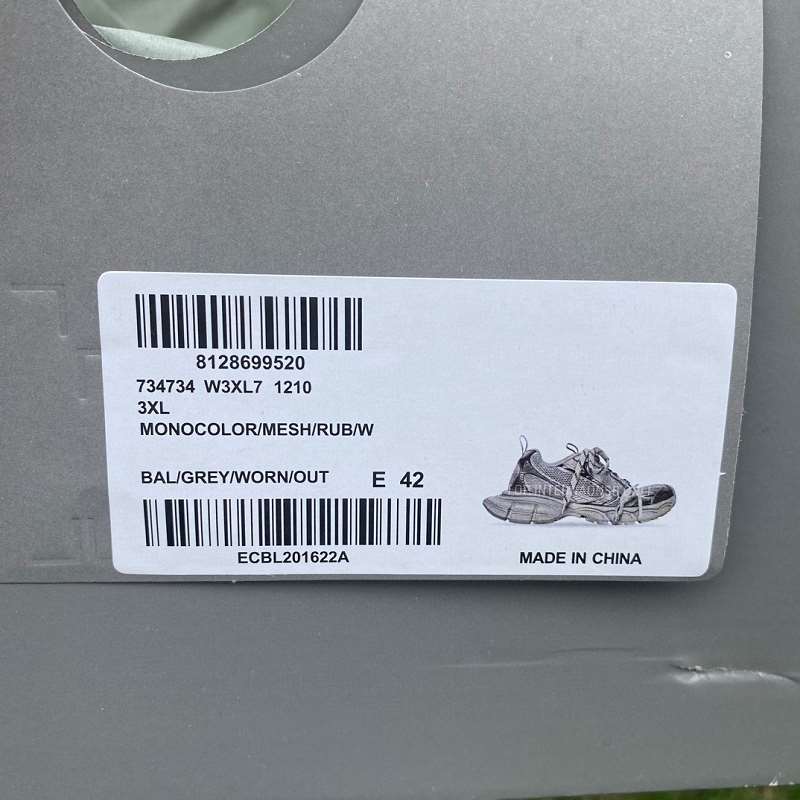 8128699520
734734 W3XL7 1210
3XL
MONOCOLOR/MESH/RUB/W
BAL/GREY/WORN/OUT E 42
ECBL201622A
MADE IN CHINA